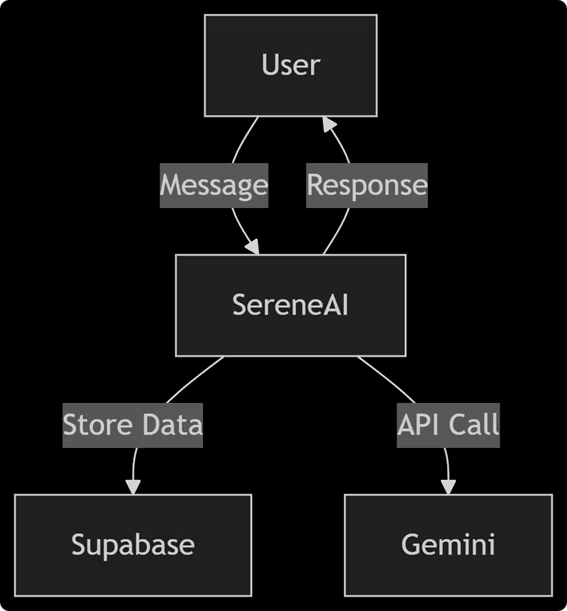 User
Message
Response
SereneAI
Store Data
API Call
Supabase
Gemini